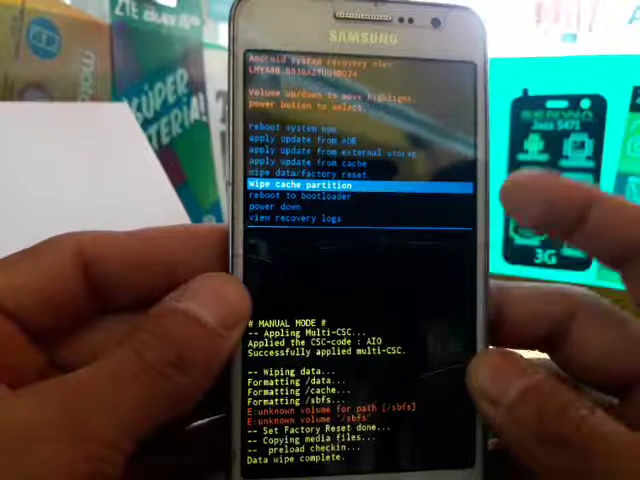 ZTE BLADE
moto
SÚPER
SAMSUNG
Android system recovery <3e>
Volume up/down to move highlight;
power button to select.
reboot system now
apply update from ADB
apply update from external storage
apply update from cache
wipe data/factory reset
wipe cache partition
reboot to bootloader
power down
view recovery logs
# MANUAL MODE #
-- Appling Multi-CSC...
Applied the CSC-code : AIO
Successfully applied multi-CSC.
-- Wiping data...
Formatting /data...
Formatting /cache...
Formatting /sbfs...
E:unknown volume for path [/sbfs]
E:unknown volume "/sbfs"
-- Set Factory Reset done...
-- Copying media files...
-- preload checkin...
Data wipe complete.
3G